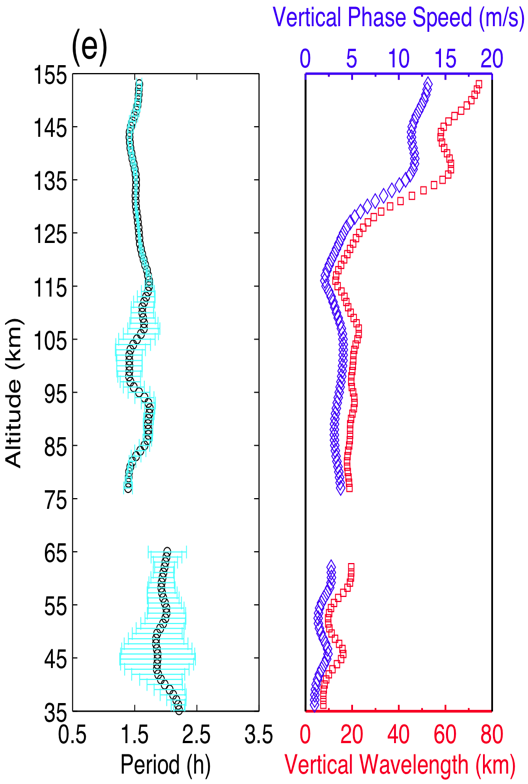 Vertical Phase Speed (m/s)
(e)
0 5 10 15 20
155
145
135
125
115
105
95
85
75
65
55
45
35
Altitude (km)
0.5 1.5 2.5 3.5
0 20 40 60 80
Period (h)
Vertical Wavelength (km)